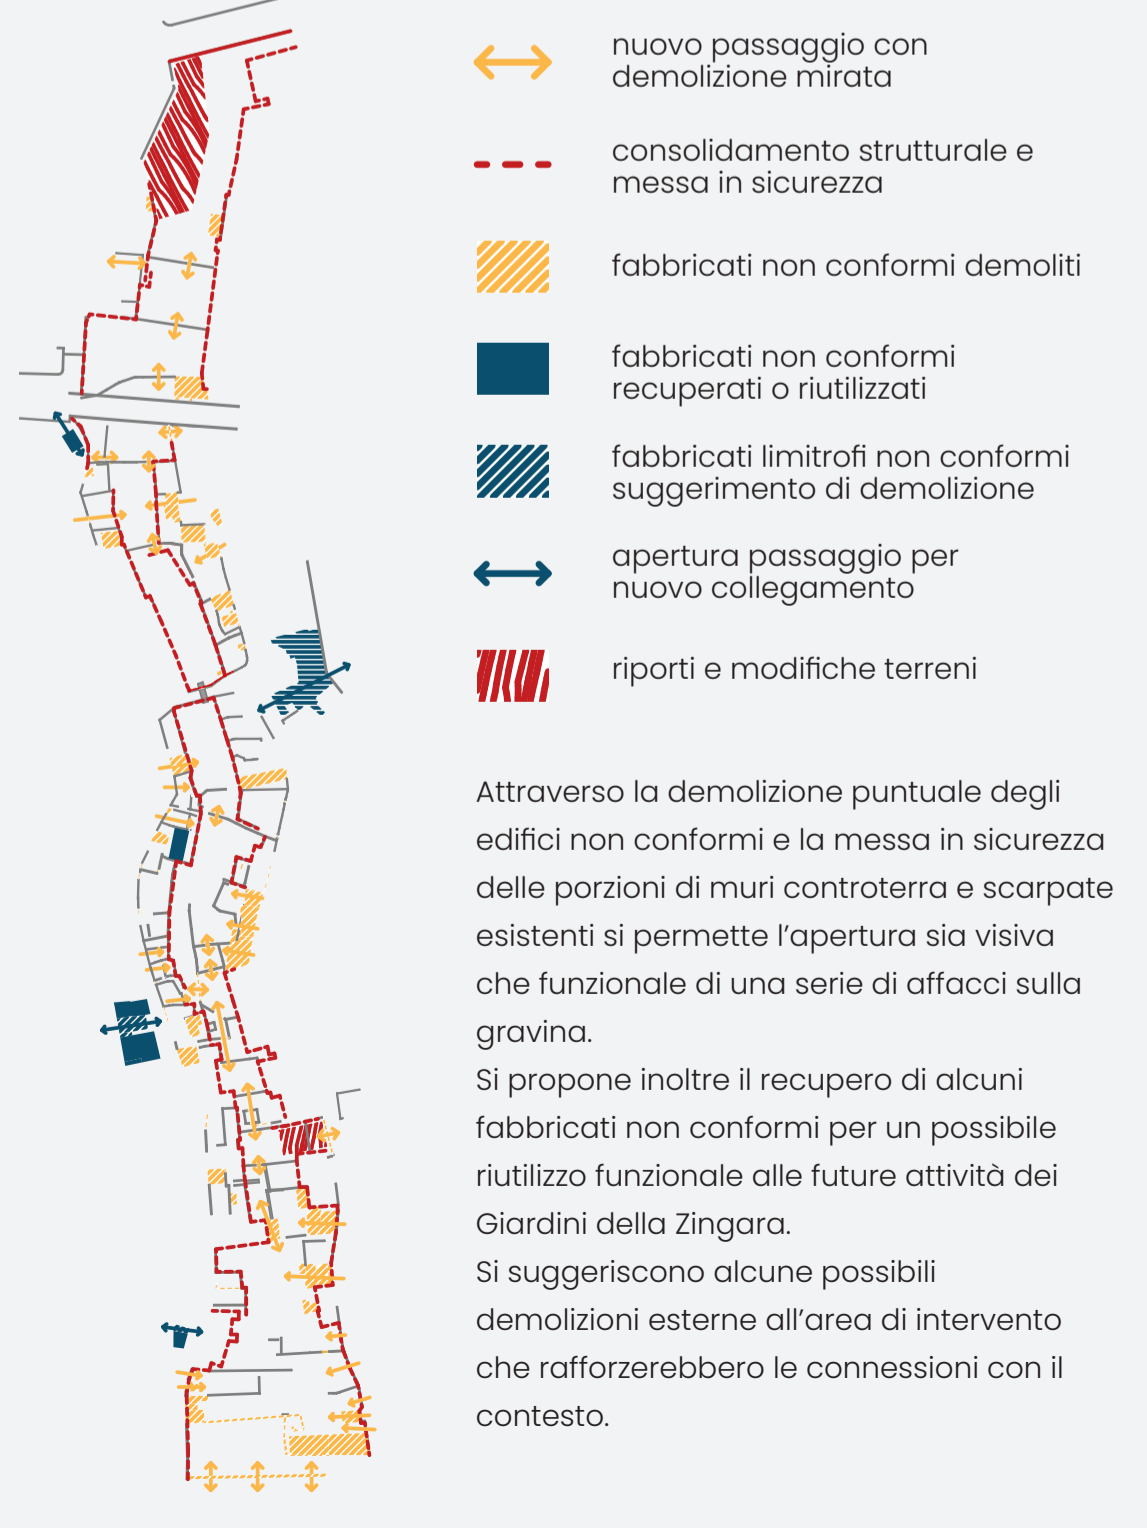 nuovo passaggio con
demolizione mirata
consolidamento strutturale e
messa in sicurezza
fabbricati non conformi demoliti
fabbricati non conformi
recuperati o riutilizzati
fabbricati limitrofi non conformi
suggerimento di demolizione
apertura passaggio per
nuovo collegamento
riporti e modifiche terreni
Attraverso la demolizione puntuale degli
edifici non conformi e la messa in sicurezza
delle porzioni di muri controterra e scarpate
esistenti si permette l'apertura sia visiva
che funzionale di una serie di affacci sulla
gravina.
Si propone inoltre il recupero di alcuni
fabbricati non conformi per un possibile
riutilizzo funzionale alle future attività dei
Giardini della Zingara.
Si suggeriscono alcune possibili
demolizioni esterne all'area di intervento
che rafforzerebbero le connessioni con il
contesto.